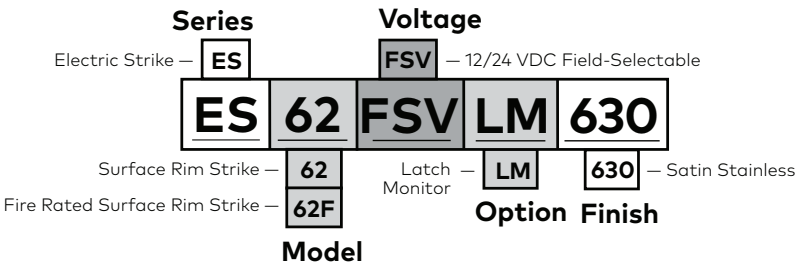 Series Voltage
Electric Strike — ES FSV — 12/24 VDC Field-Selectable
ES 62 FSV LM 630
Surface Rim Strike — 62 Latch Monitor — LM 630 — Satin Stainless
Fire Rated Surface Rim Strike — 62F
Option Finish
Model